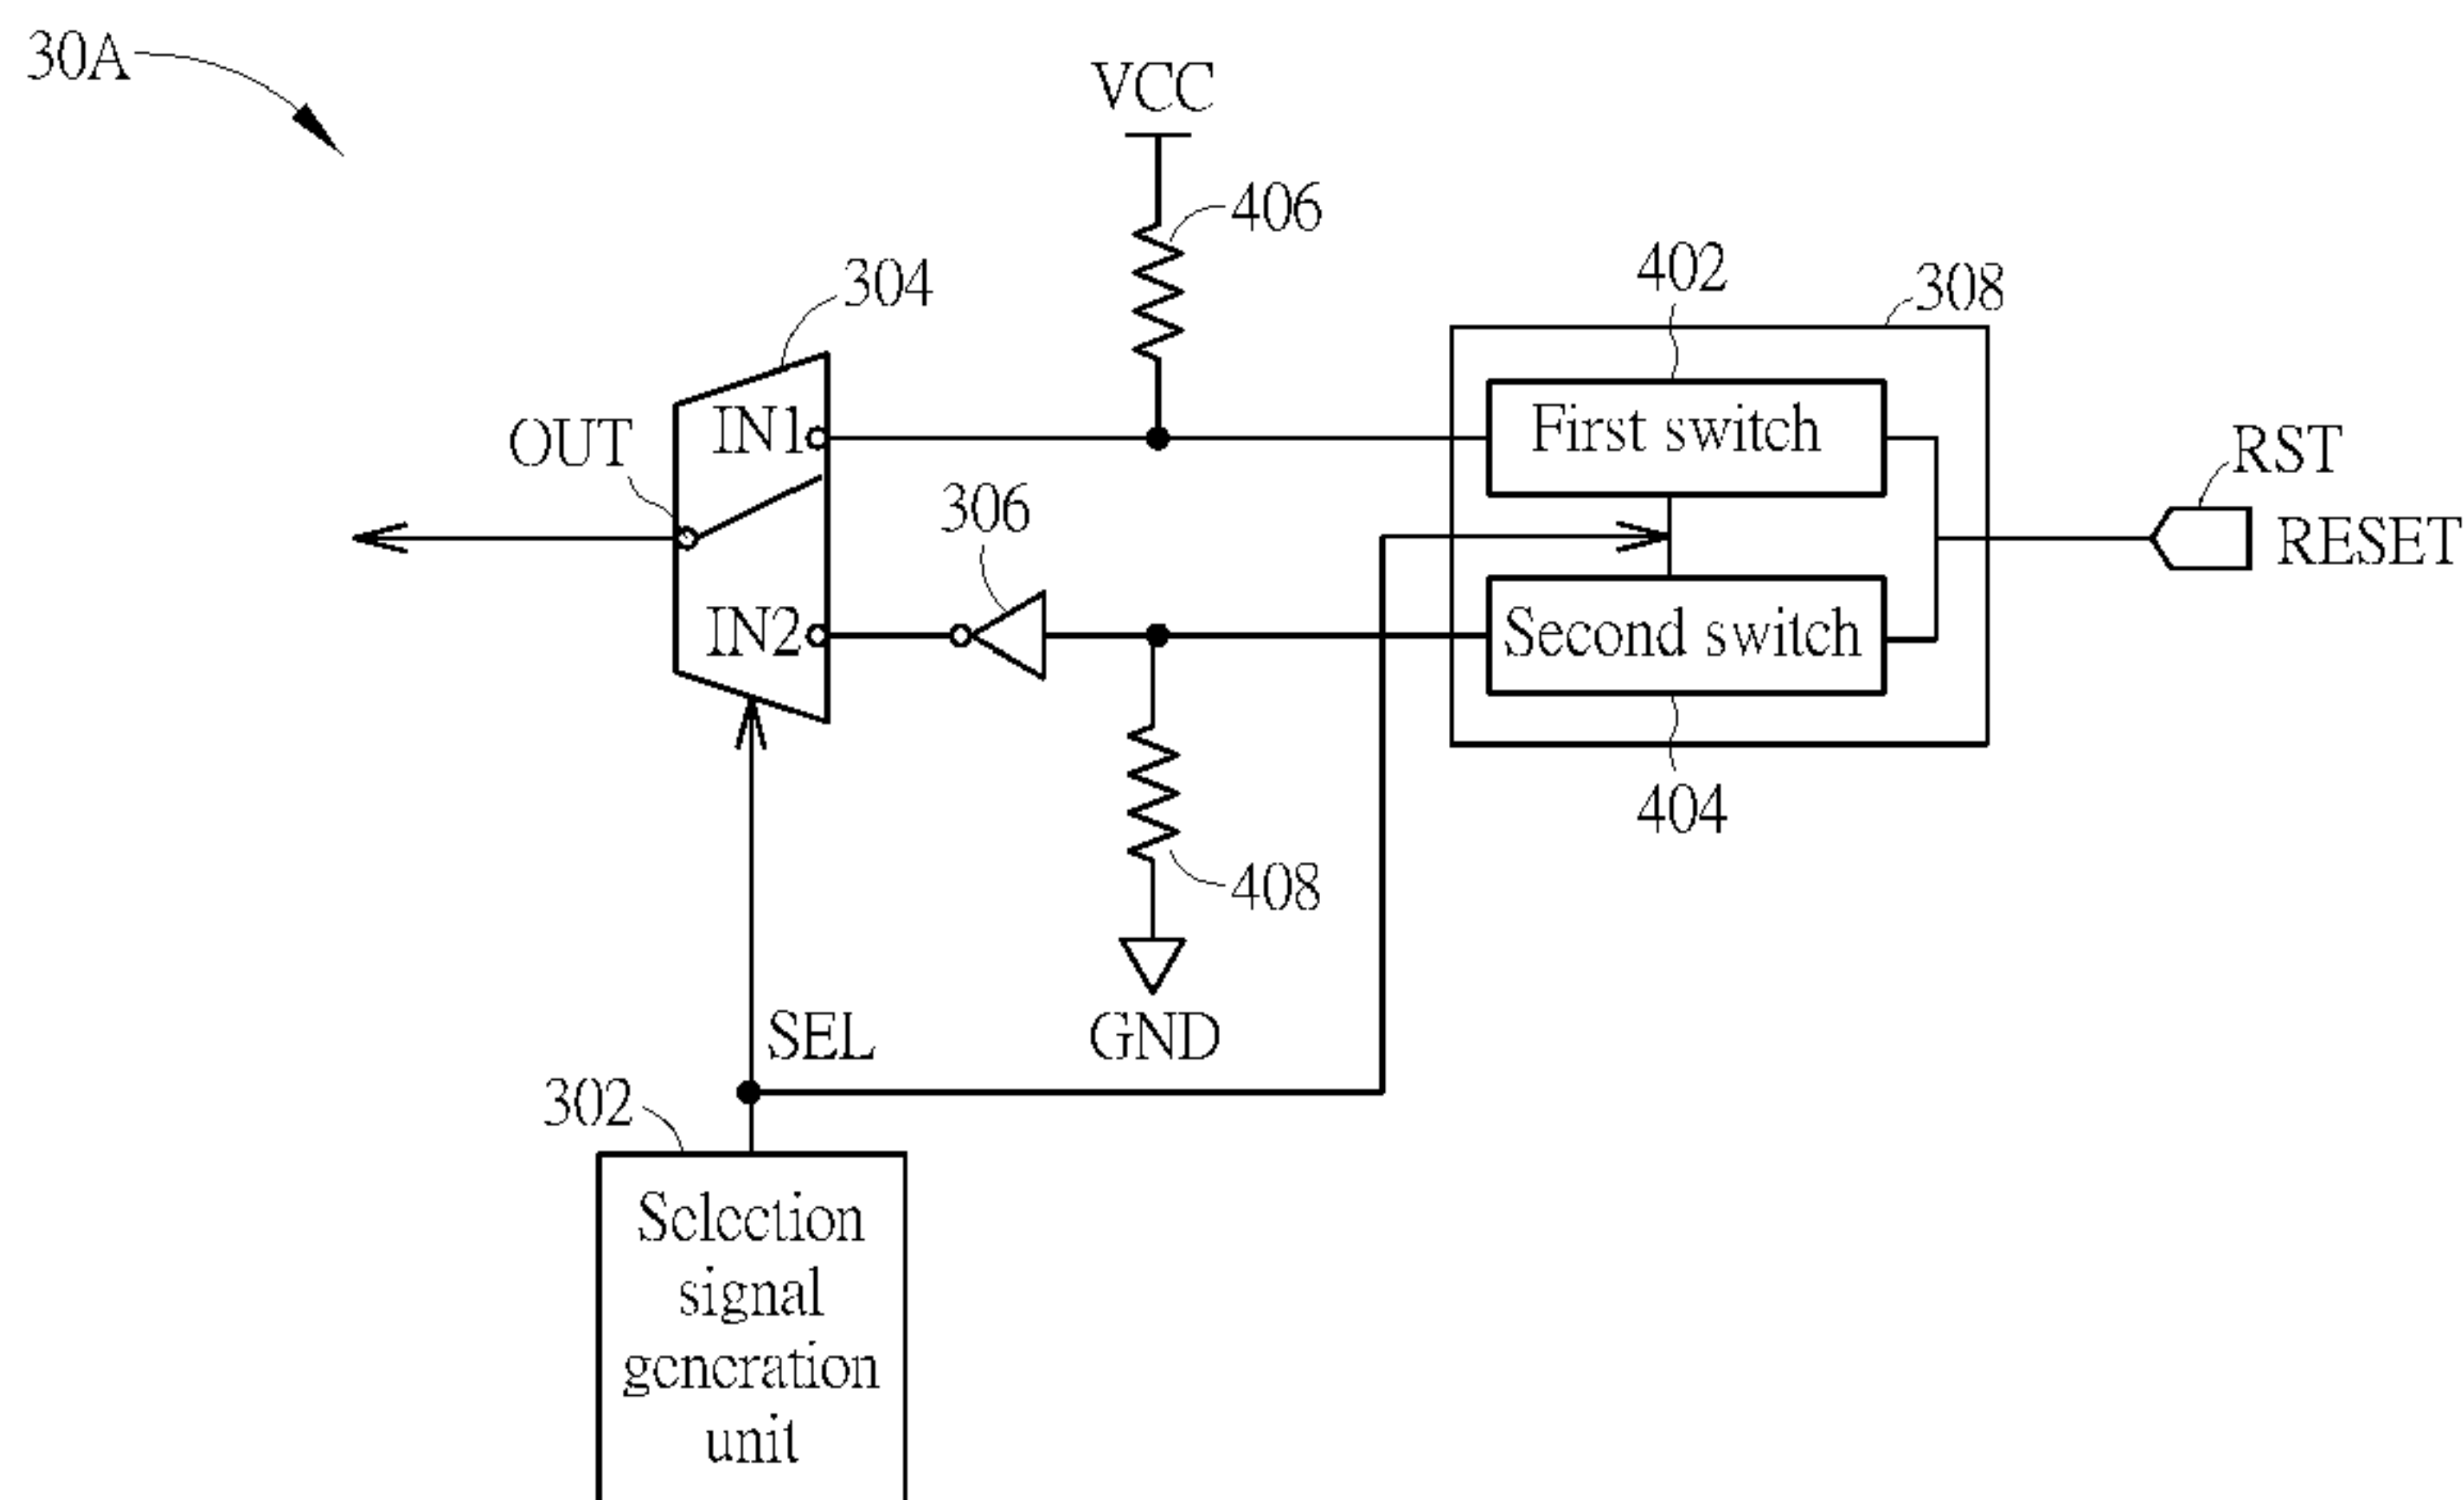 30A
VCC
406
304
402
308
OUT
IN1
First switch
RST
306
RESET
IN2
Second switch
404
408
SEL
GND
302
Selection
signal
generation
unit